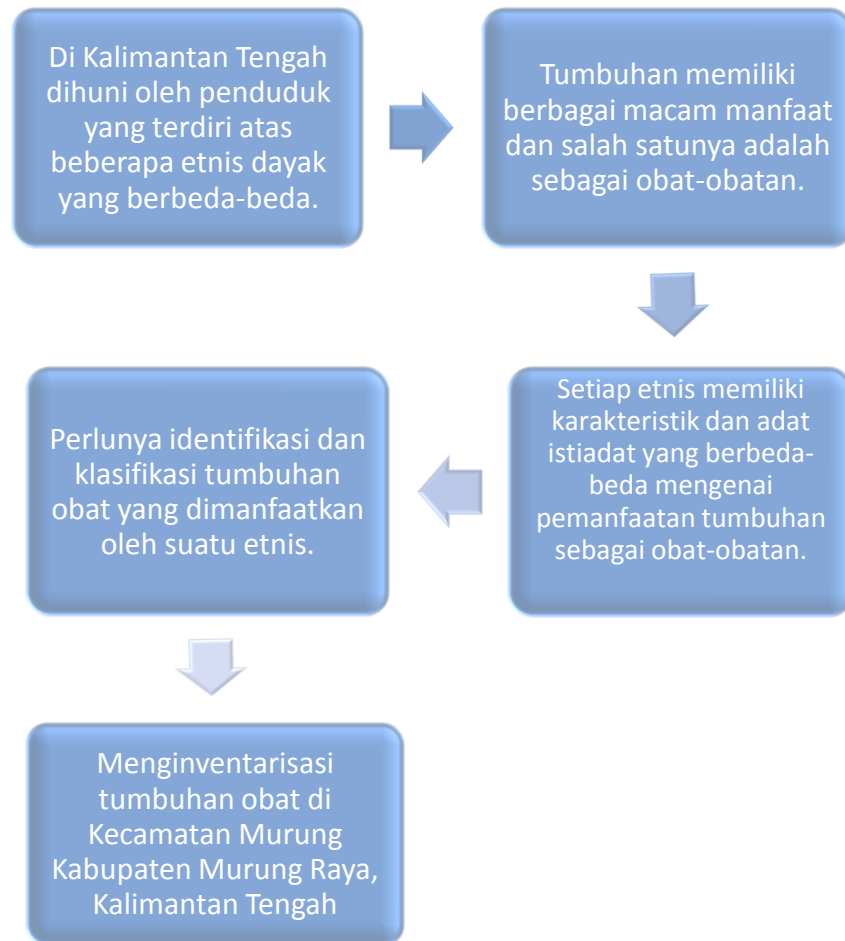 Di Kalimantan Tengah
dihuni oleh penduduk
yang terdiri atas
beberapa etnis dayak
yang berbeda-beda.
Tumbuhan memiliki
berbagai macam manfaat
dan salah satunya adalah
sebagai obat-obatan.
Setiap etnis memiliki
karakteristik dan adat
istiadat yang berbeda-
beda mengenai
pemanfaatan tumbuhan
sebagai obat-obatan.
Perlunya identifikasi dan
klasifikasi tumbuhan
obat yang dimanfaatkan
oleh suatu etnis.
Menginventarisasi
tumbuhan obat di
Kecamatan Murung
Kabupaten Murung Raya,
Kalimantan Tengah